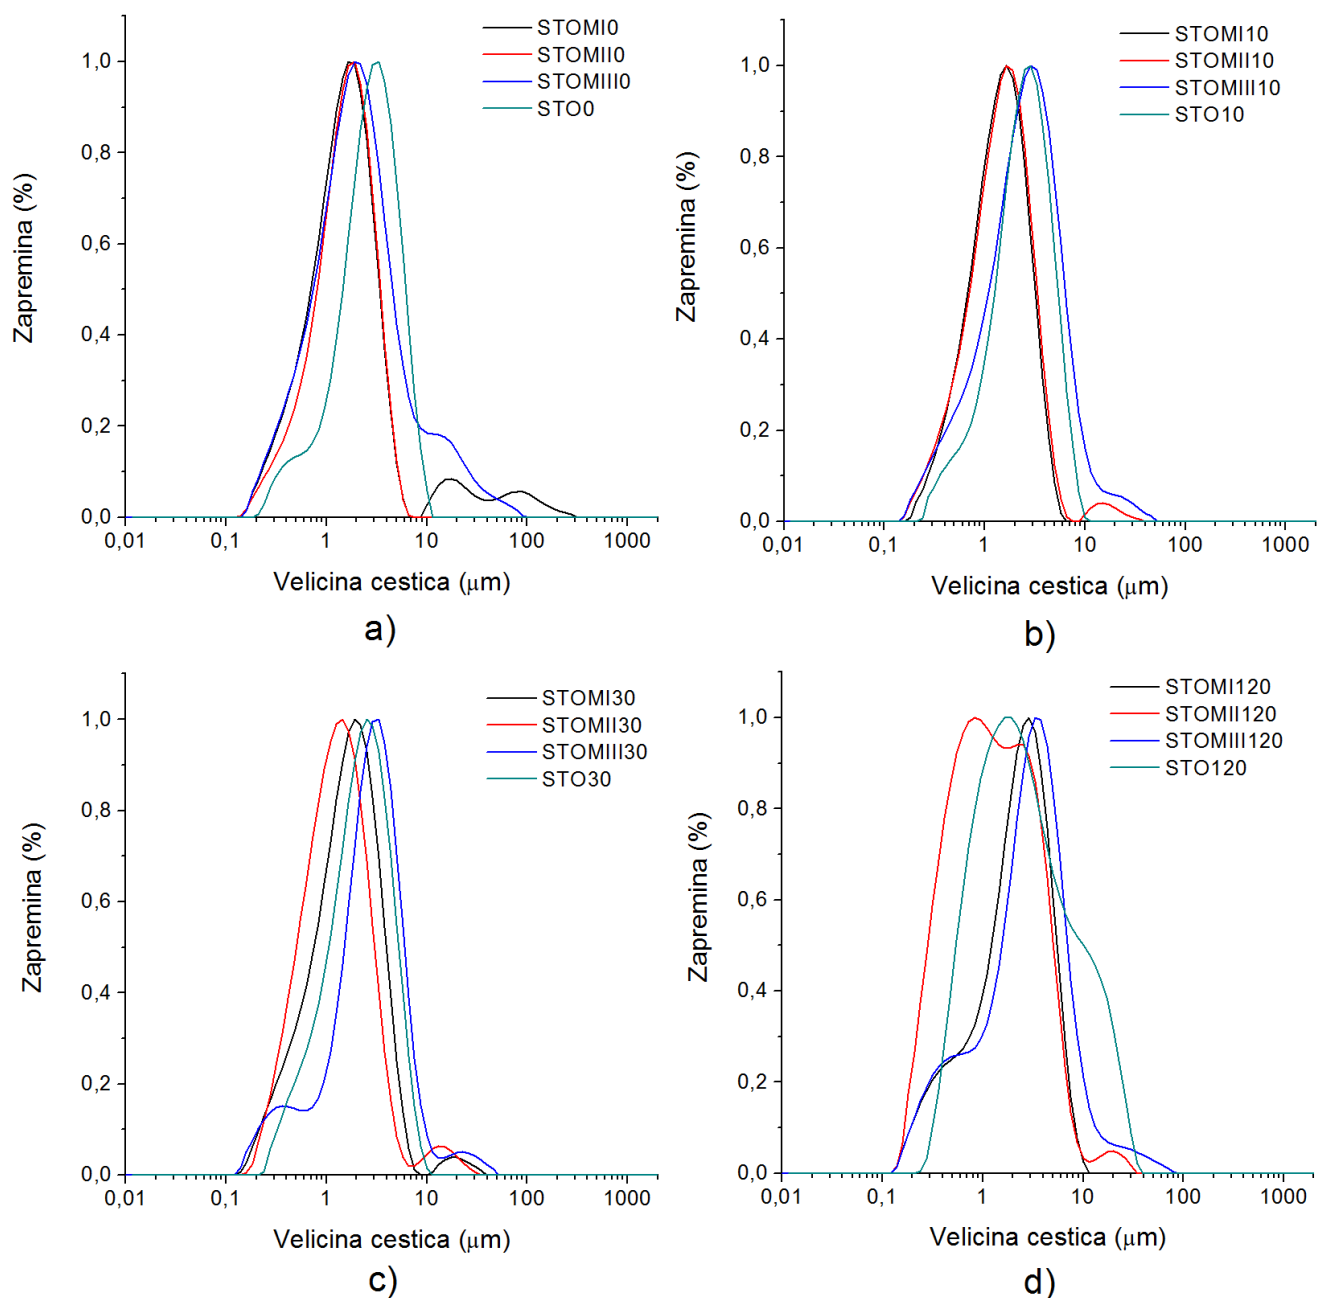 STOMI0
STOMII0
STOMIII0
STO0
1,0
0,8
0,6
0,4
0,2
0,0
Zapremina (%)
0,01 0,1 1 10 100 1000
Velicina cestica (μm)
a)
STOMI10
STOMII10
STOMIII10
STO10
1,0
0,8
0,6
0,4
0,2
0,0
Zapremina (%)
0,01 0,1 1 10 100 1000
Velicina cestica (μm)
b)
STOMI30
STOMII30
STOMIII30
STO30
1,0
0,8
0,6
0,4
0,2
0,0
Zapremina (%)
0,01 0,1 1 10 100 1000
Velicina cestica (μm)
c)
STOMI120
STOMII120
STOMIII120
STO120
1,0
0,8
0,6
0,4
0,2
0,0
Zapremina (%)
0,01 0,1 1 10 100 1000
Velicina cestica (μm)
d)